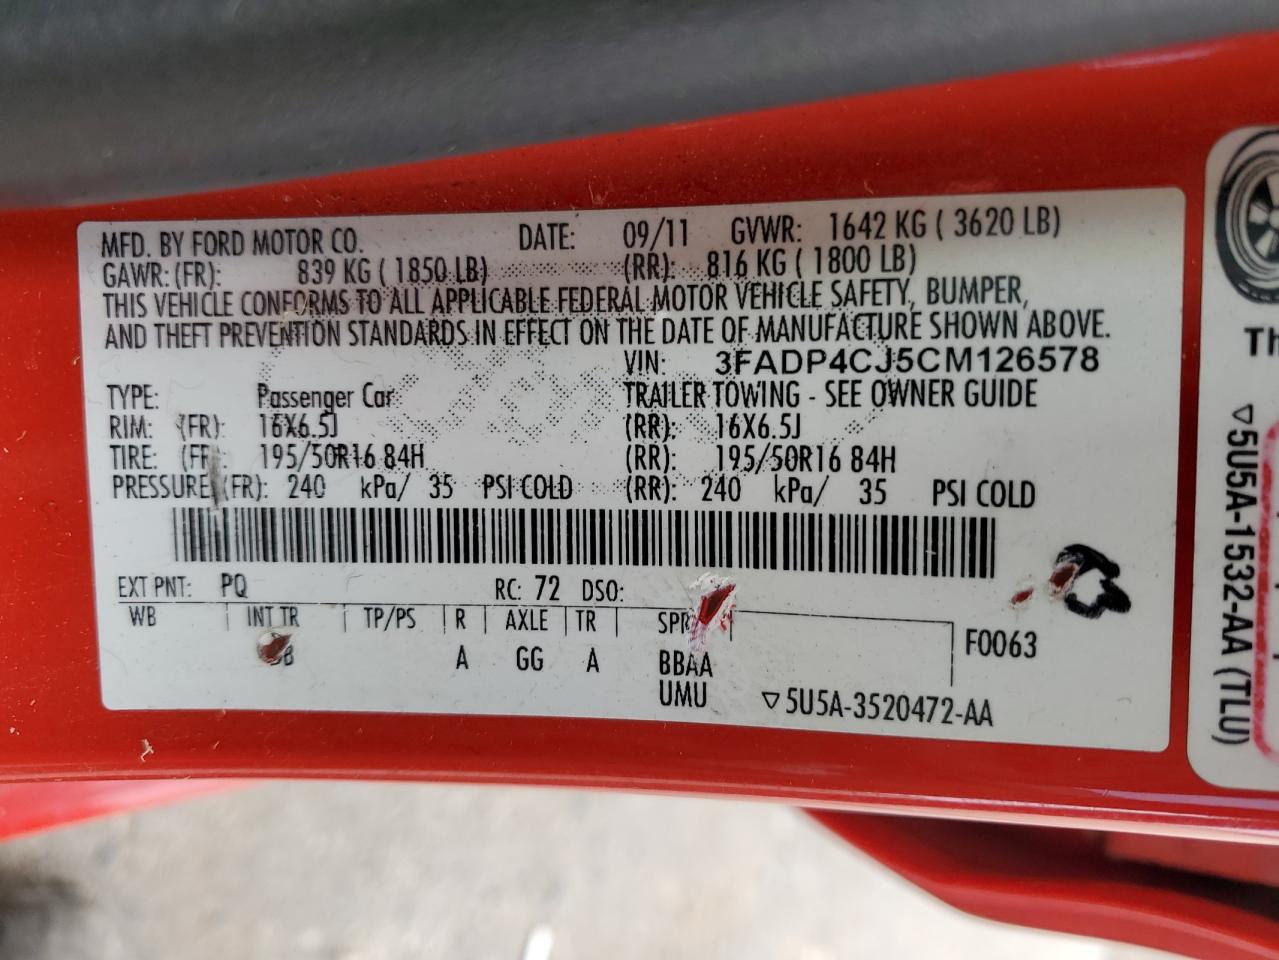 MFD. BY FORD MOTOR CO. DATE: 09/11 GVWR: 1642 KG ( 3620 LB)
GAWR: (FR): 839 KG ( 1850 LB) (RR): 816 KG ( 1800 LB)
THIS VEHICLE CONFORMS TO ALL APPLICABLE FEDERAL MOTOR VEHICLE SAFETY, BUMPER,
AND THEFT PREVENTION STANDARDS IN EFFECT ON THE DATE OF MANUFACTURE SHOWN ABOVE.
VIN: 3FADP4CJ5CM126578
TYPE: Passenger Car TRAILER TOWING - SEE OWNER GUIDE
RIM: (FR): 16X6.5J (RR): 16X6.5J
TIRE: (FR): 195/50R16 84H (RR): 195/50R16 84H
PRESSURE (FR): 240 kPa/ 35 PSI COLD (RR): 240 kPa/ 35 PSI COLD
EXT PNT: PQ RC: 72 DSO:
WB INT TR TP/PS R AXLE TR
A GG A BBAA
UMU
F0063
▽5U5A-3520472-AA
▽5U5A-1532-AA (TLU)